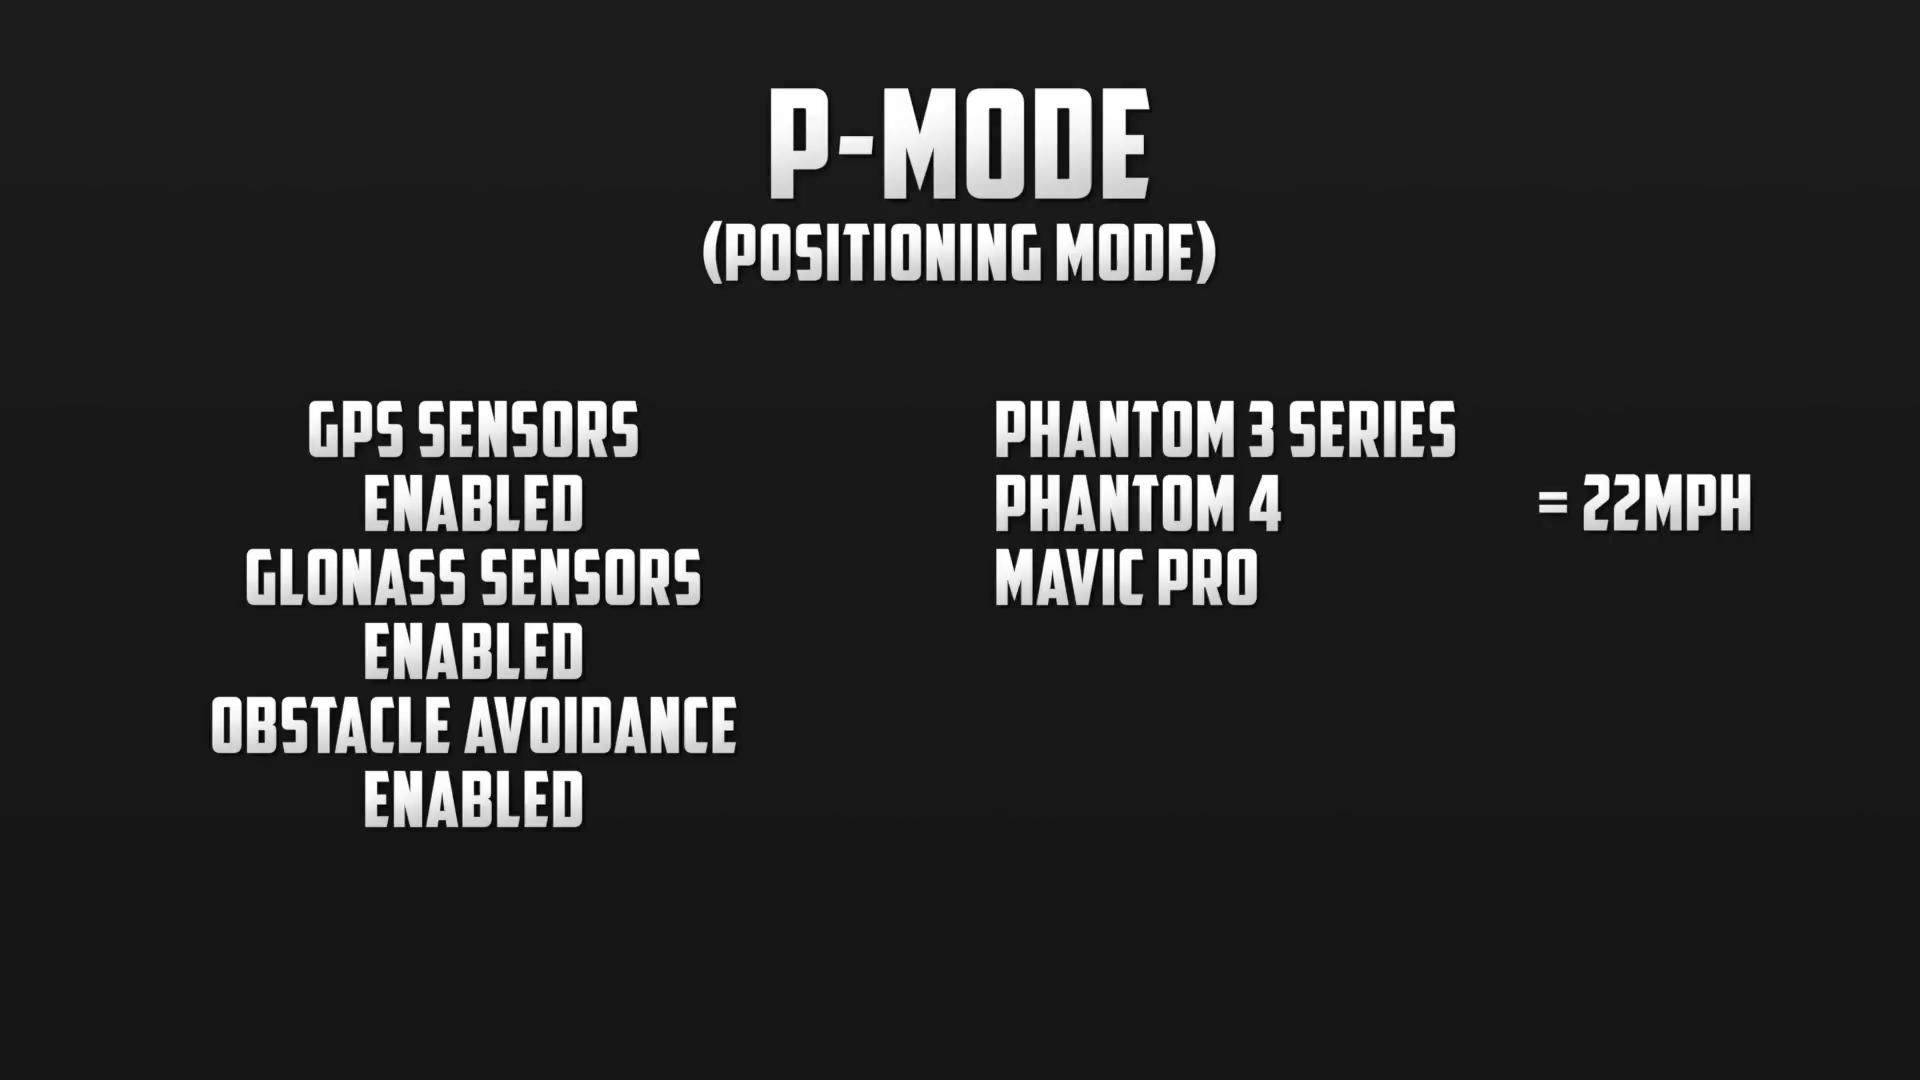 P-MODE
(POSITIONING MODE)
GPS SENSORS
ENABLED
GLONASS SENSORS
ENABLED
OBSTACLE AVOIDANCE
ENABLED
PHANTOM 3 SERIES
PHANTOM 4
MAVIC PRO
= 22MPH